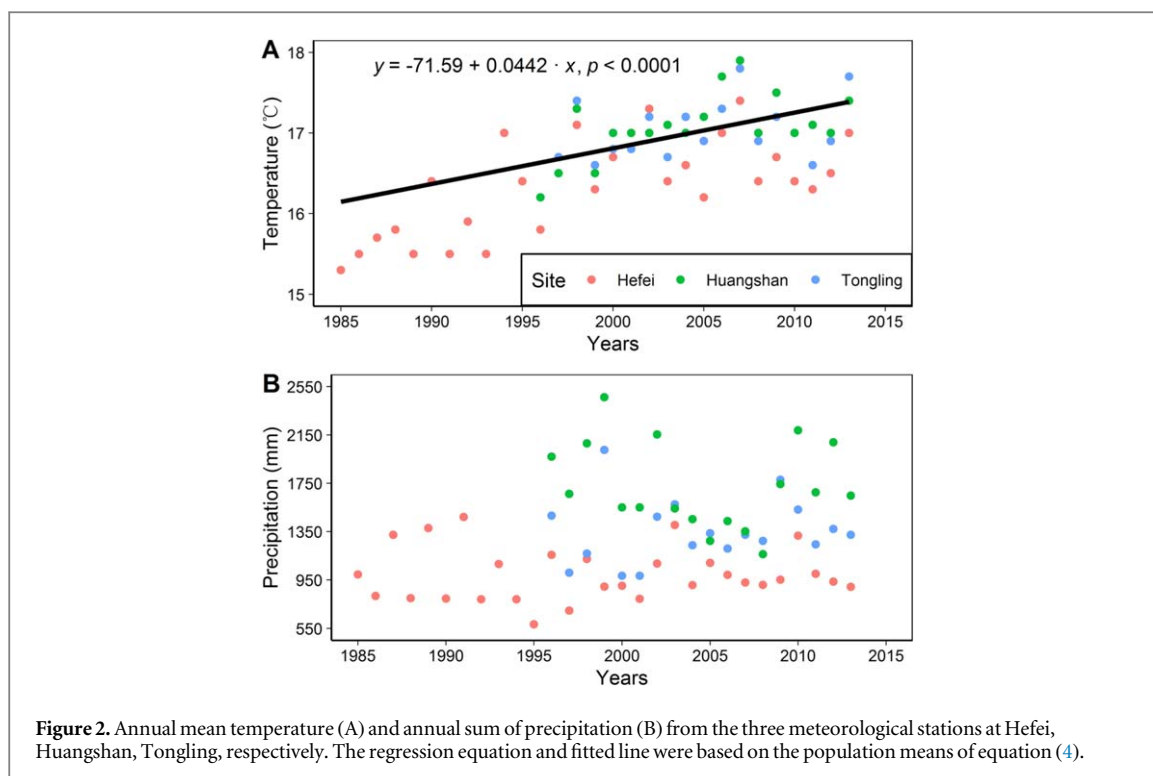 A
y = -71.59 + 0.0442 · x, p < 0.0001
Temperature (℃)
18
17
16
15
Site Hefei Huangshan Tongling
1985 1990 1995 2000 2005 2010 2015
Years
B
Precipitation (mm)
2550
2150
1750
1350
950
550
1985 1990 1995 2000 2005 2010 2015
Years
Figure 2. Annual mean temperature (A) and annual sum of precipitation (B) from the three meteorological stations at Hefei,
Huangshan, Tongling, respectively. The regression equation and fitted line were based on the population means of equation (4).